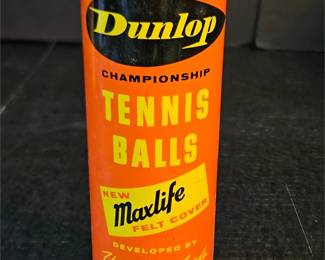 Dunlop
CHAMPIONSHIP
TENNIS
BALLS
NEW
Maxlife
FELT COVER
DEVELOPED BY